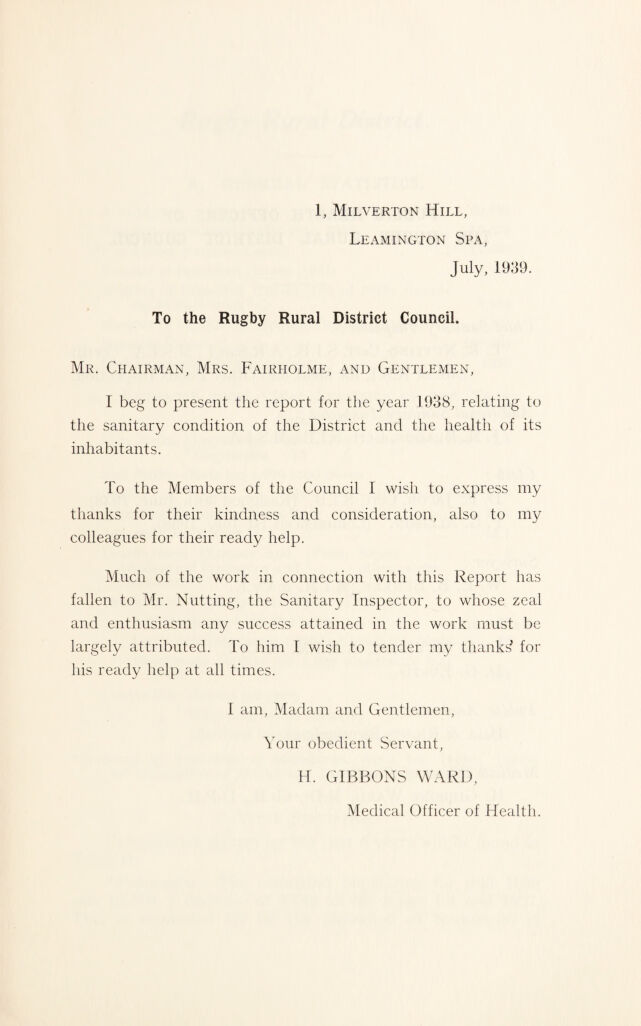 1, Milverton Hill,
Leamington Spa,
July, 1939.
To the Rugby Rural District Council.
Mr. Chairman, Mrs. Fairholme, and Gentlemen,
I beg to present the report for the year 1938, relating to
the sanitary condition of the District and the health of its
inhabitants.
To the Members of the Council I wish to express my
thanks for their kindness and consideration, also to my
colleagues for their ready help.
Much of the work in connection with this Report has
fallen to Mr. Nutting, the Sanitary Inspector, to whose zeal
and enthusiasm any success attained in the work must be
largely attributed. To him I wish to tender my thanks for
his ready help at all times.
I am, Madam and Gentlemen,
Your obedient Servant,
H. GIBBONS WARD,
Medical Officer of Health.